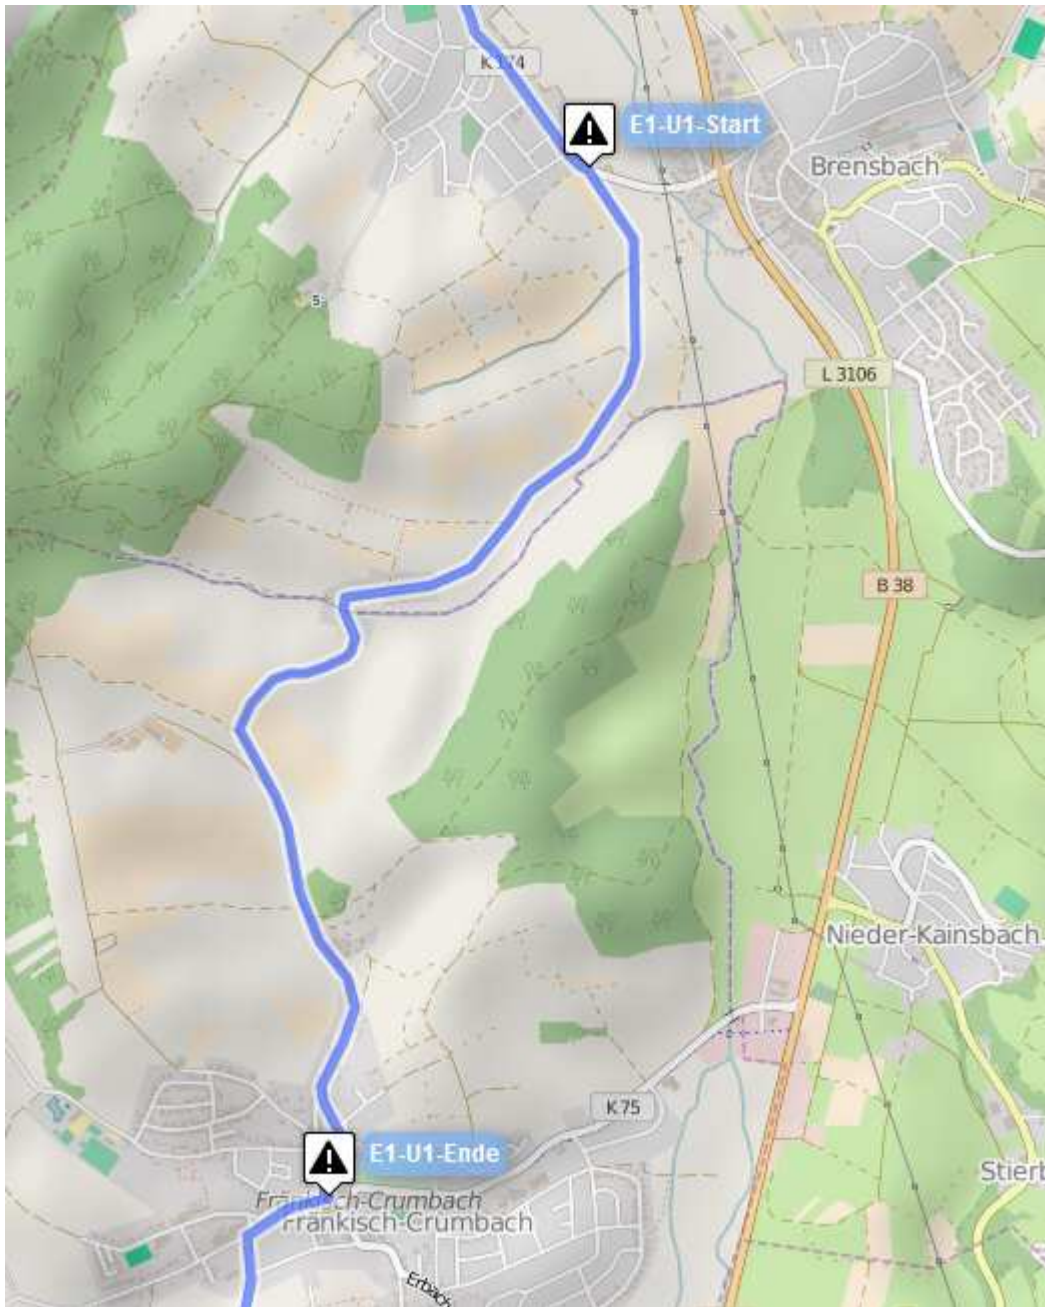 K 174
E1-U1-Start
Brensbach
5
L 3106
B 38
Nieder-Kainsbach
K 75
E1-U1-Ende
Stierb
Fränkisch-Crumbach
Fränkisch-Crumbach
Erbach